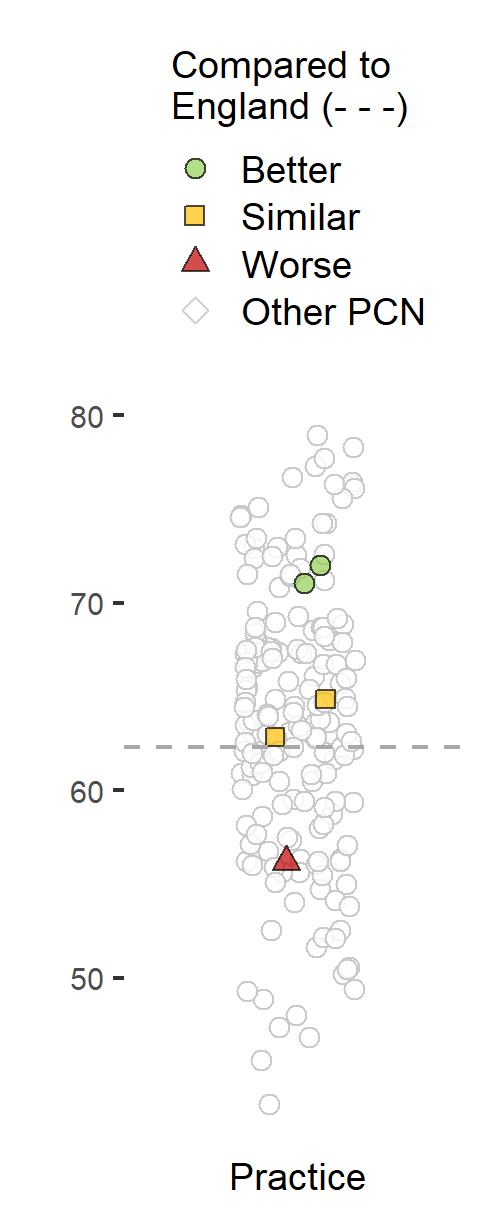 Compared to
England (- - -)
Better
Similar
Worse
Other PCN
80
70
60
50
Practice